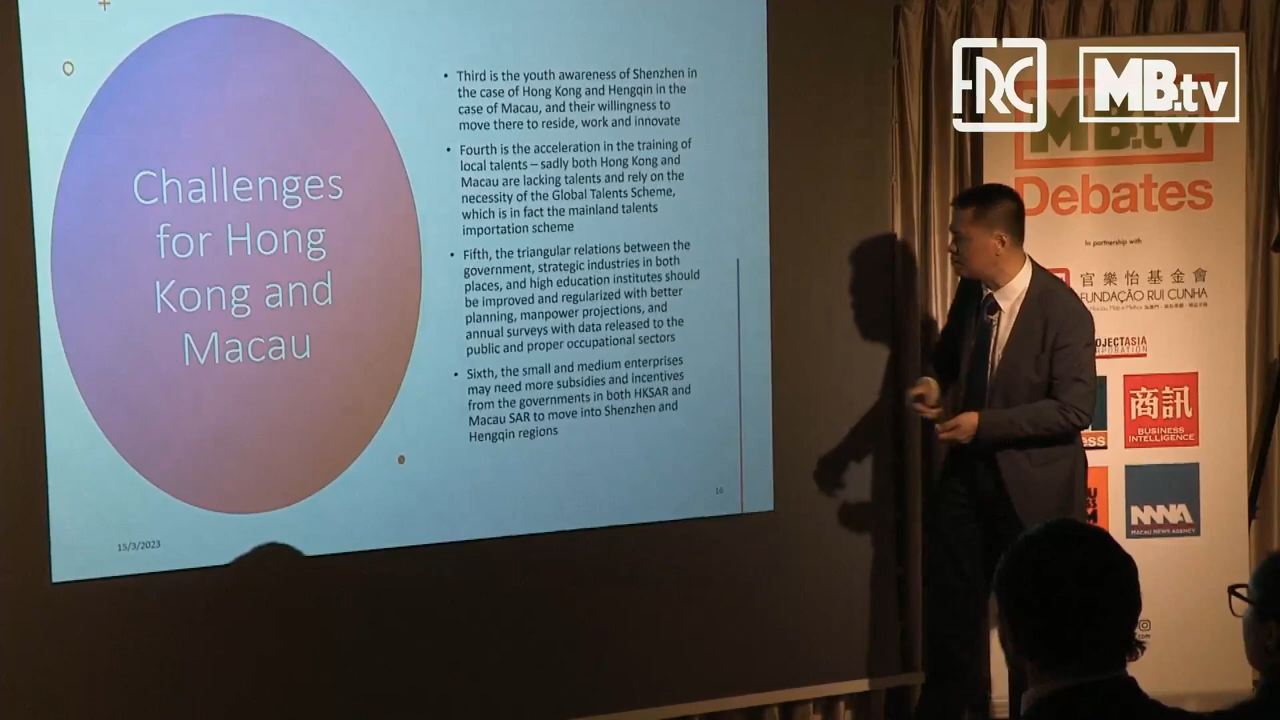 Challenges
for Hong
Kong and
Macau
• Third is the youth awareness of Shenzhen in
the case of Hong Kong and Hengqin in the
case of Macau, and their willingness to
move there to reside, work and innovate
• Fourth is the acceleration in the training of
local talents – sadly both Hong Kong and
Macau are lacking talents and rely on the
necessity of the Global Talents Scheme,
which is in fact the mainland talents
importation scheme
• Fifth, the triangular relations between the
government, strategic industries in both
places, and high education institutes should
be improved and regularized with better
planning, manpower projections, and
annual surveys with data released to the
public and proper occupational sectors
• Sixth, the small and medium enterprises
may need more subsidies and incentives
from the governments in both HKSAR and
Macau SAR to move into Shenzhen and
Hengqin regions
16
15/3/2023
FRC
MB.tv
MB.tv
Debates
In partnership with
官樂怡基金會
FUNDAÇÃO RUI CUNHA
OJECTASIA
PORATION
商訊
BUSINESS
INTELLIGENCE
ess
MNA
MACAU NEWS AGENCY